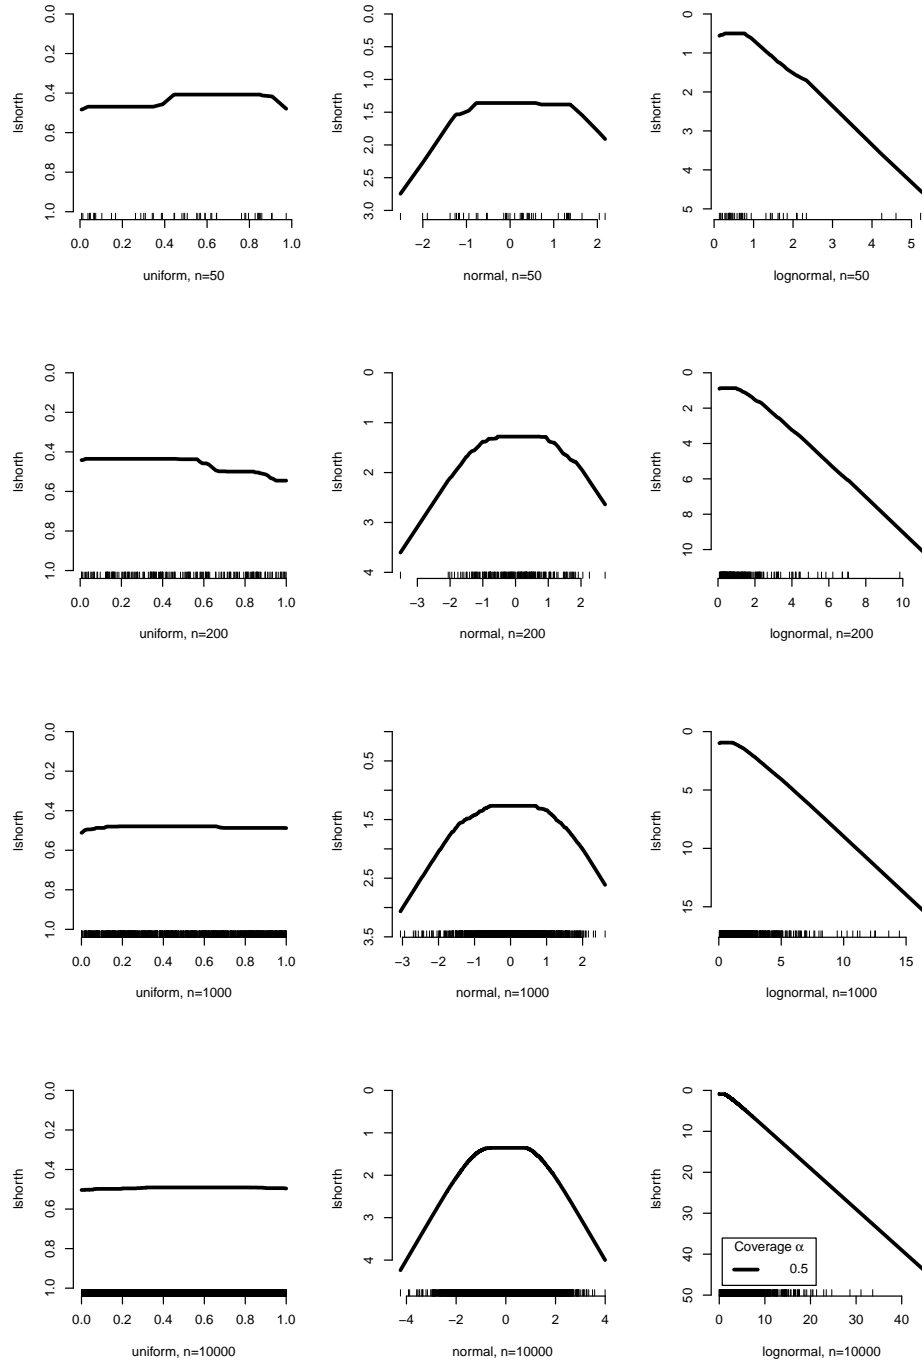 lshorth
1.0 0.8 0.6 0.4 0.2 0.0
0.0 0.2 0.4 0.6 0.8 1.0
uniform, n=50
lshorth
3.0 2.5 2.0 1.5 1.0 0.5 0.0
−2 −1 0 1 2
normal, n=50
lshorth
5 4 3 2 1 0
0 1 2 3 4 5
lognormal, n=50
lshorth
1.0 0.8 0.6 0.4 0.2 0.0
0.0 0.2 0.4 0.6 0.8 1.0
uniform, n=200
lshorth
4 3 2 1 0
−3 −2 −1 0 1 2
normal, n=200
lshorth
10 8 6 4 2 0
0 2 4 6 8 10
lognormal, n=200
lshorth
1.0 0.8 0.6 0.4 0.2 0.0
0.0 0.2 0.4 0.6 0.8 1.0
uniform, n=1000
lshorth
3.5 2.5 1.5 0.5
−3 −2 −1 0 1 2
normal, n=1000
lshorth
15 10 5 0
0 5 10 15
lognormal, n=1000
lshorth
1.0 0.8 0.6 0.4 0.2 0.0
0.0 0.2 0.4 0.6 0.8 1.0
uniform, n=10000
lshorth
4 3 2 1 0
−4 −2 0 2 4
normal, n=10000
lshorth
50 40 30 20 10 0
Coverage α
0.5
0 10 20 30 40
lognormal, n=10000